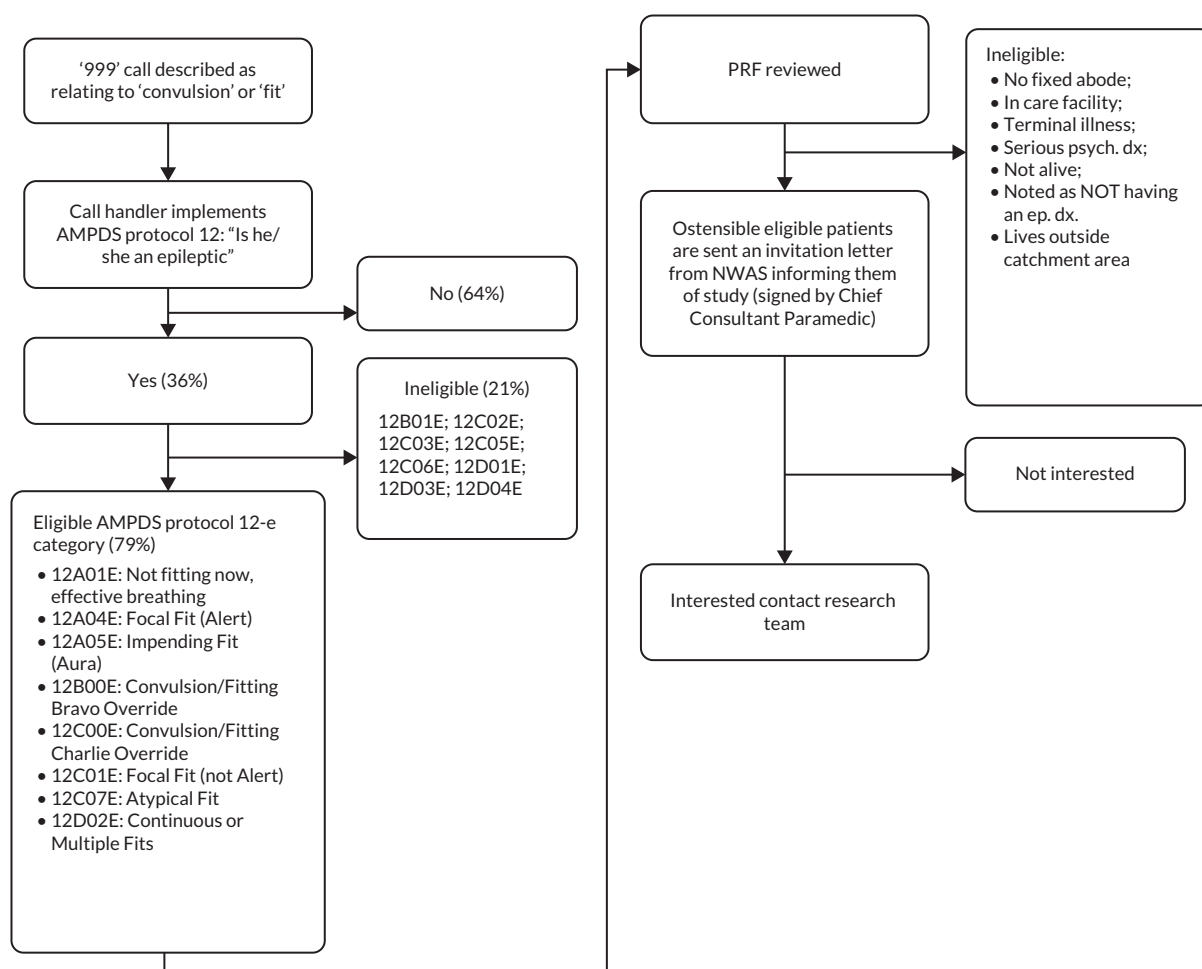 ‘999’ call described as
relating to ‘convulsion’ or ‘fit’
Call handler implements
AMPDS protocol 12: “Is he/
she an epileptic”
No (64%)
Yes (36%)
Ineligible (21%)
12B01E; 12C02E;
12C03E; 12C05E;
12C06E; 12D01E;
12D03E; 12D04E
Eligible AMPDS protocol 12-e
category (79%)
• 12A01E: Not fitting now,
effective breathing
• 12A04E: Focal Fit (Alert)
• 12A05E: Impending Fit
(Aura)
• 12B00E: Convulsion/Fitting
Bravo Override
• 12C00E: Convulsion/Fitting
Charlie Override
• 12C01E: Focal Fit (not Alert)
• 12C07E: Atypical Fit
• 12D02E: Continuous or
Multiple Fits
PRF reviewed
Ineligible:
• No fixed abode;
• In care facility;
• Terminal illness;
• Serious psych. dx;
• Not alive;
• Noted as NOT having
an ep. dx.
• Lives outside
catchment area
Ostensible eligible patients
are sent an invitation letter
from NWAS informing them
of study (signed by Chief
Consultant Paramedic)
Not interested
Interested contact research
team